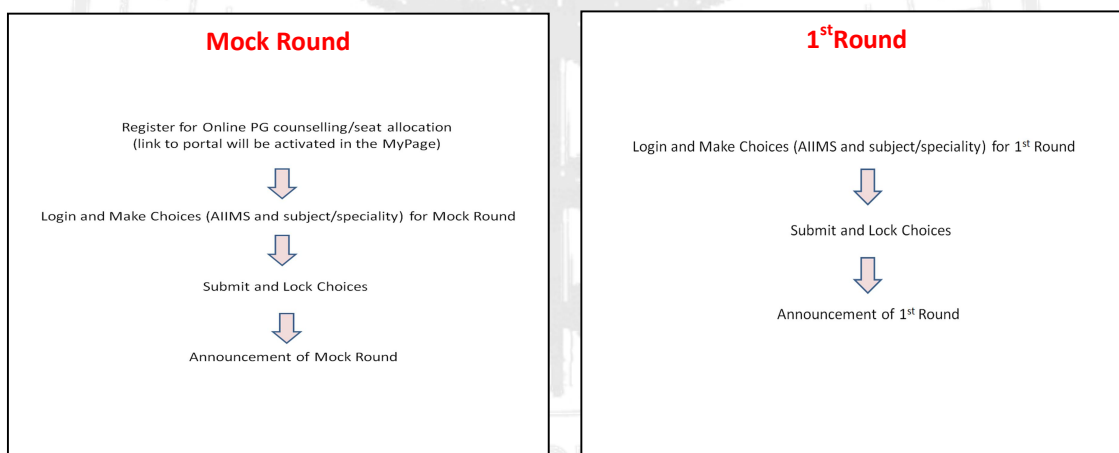 Mock Round
Register for Online PG counselling/seat allocation
(link to portal will be activated in the MyPage)
Login and Make Choices (AIIMS and subject/speciality) for Mock Round
Submit and Lock Choices
Announcement of Mock Round
1st Round
Login and Make Choices (AIIMS and subject/speciality) for 1st Round
Submit and Lock Choices
Announcement of 1st Round